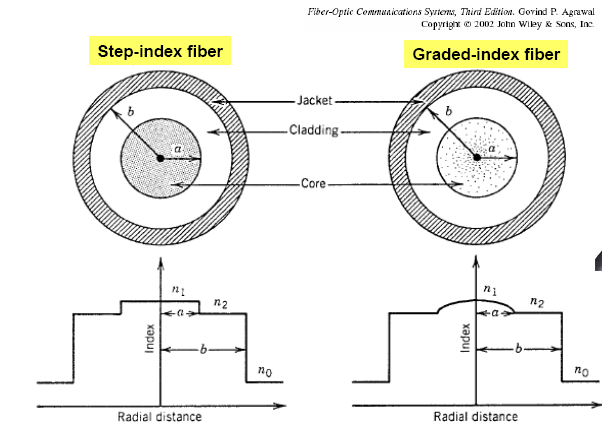 Fiber-Optic Communications Systems, Third Edition. Govind P. Agrawal
Copyright © 2002 John Wiley & Sons, Inc.
Step-index fiber
Graded-index fiber
Jacket
Cladding
Core
b
a
b
a
n1
n2
a
b
n0
Index
Radial distance
n1
n2
a
b
n0
Index
Radial distance